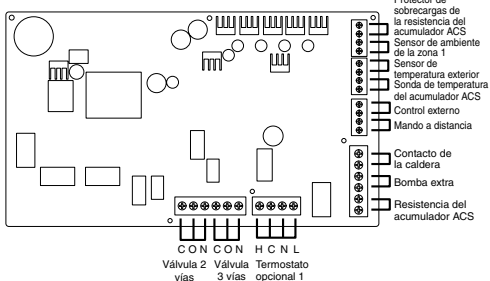 Protector de
sobrecargas de
la resistencia del
acumulador ACS
Sensor de ambiente
de la zona 1
Sensor de
temperatura exterior
Sonda de temperatura
del acumulador ACS
Control externo
Mando a distancia
Contacto de
la caldera
Bomba extra
Resistencia del
acumulador ACS
C O N C O N H C N L
Válvula 2 vías
Válvula 3 vías
Termostato opcional 1